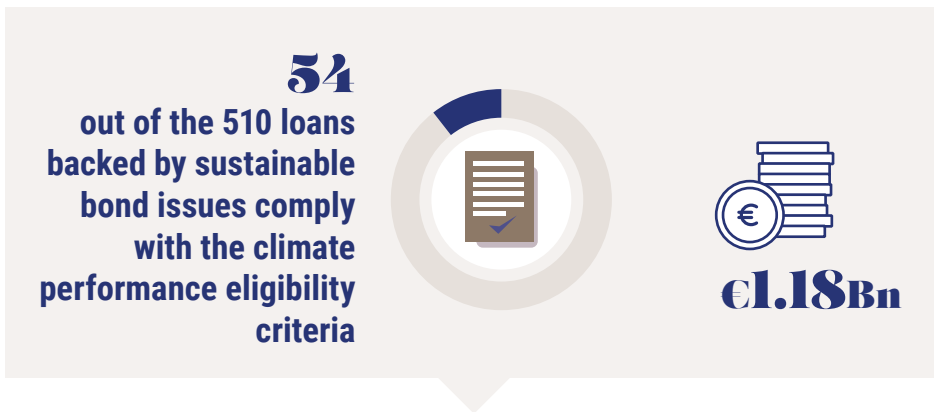 54
out of the 510 loans
backed by sustainable
bond issues comply
with the climate
performance eligibility
criteria
€
€1.18Bn